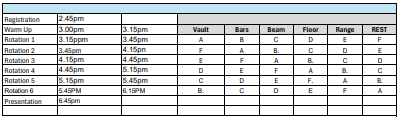 Registration 2.45pm
Warm Up 3.00pm 3.15pm Vault Bars Beam Floor Range REST
Rotation 1 3.15ppm 3.45pm A B C D E F
Rotation 2 3.45pm 4.15pn F A B. C D E
Rotation 3 4.15pm 4.45pm E F A B. C D
Rotation 4 4.45pm 5.15pm D E F A B. C
Rotation 5 5.15pm 5.45pm C D E F. A B.
Rotation 6 5.45PM 6.15PM B. C D E F A
Presentation 6.45pm